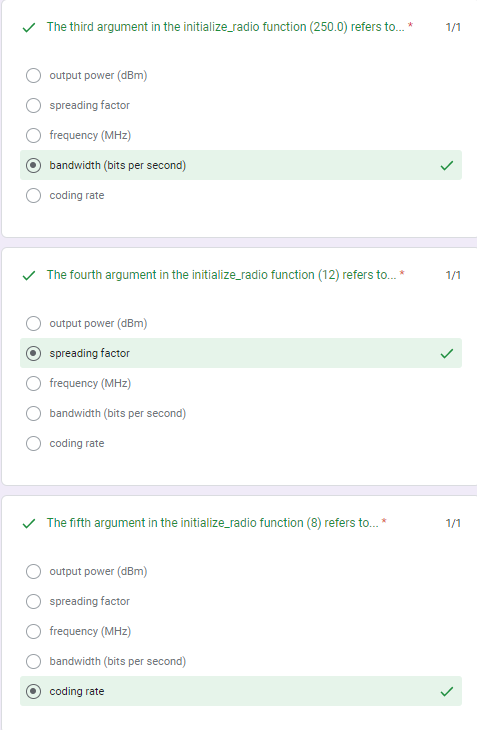 The third argument in the initialize_radio function (250.0) refers to... * 1/1
output power (dBm)
spreading factor
frequency (MHz)
bandwidth (bits per second)
coding rate
The fourth argument in the initialize_radio function (12) refers to... * 1/1
output power (dBm)
spreading factor
frequency (MHz)
bandwidth (bits per second)
coding rate
The fifth argument in the initialize_radio function (8) refers to... * 1/1
output power (dBm)
spreading factor
frequency (MHz)
bandwidth (bits per second)
coding rate